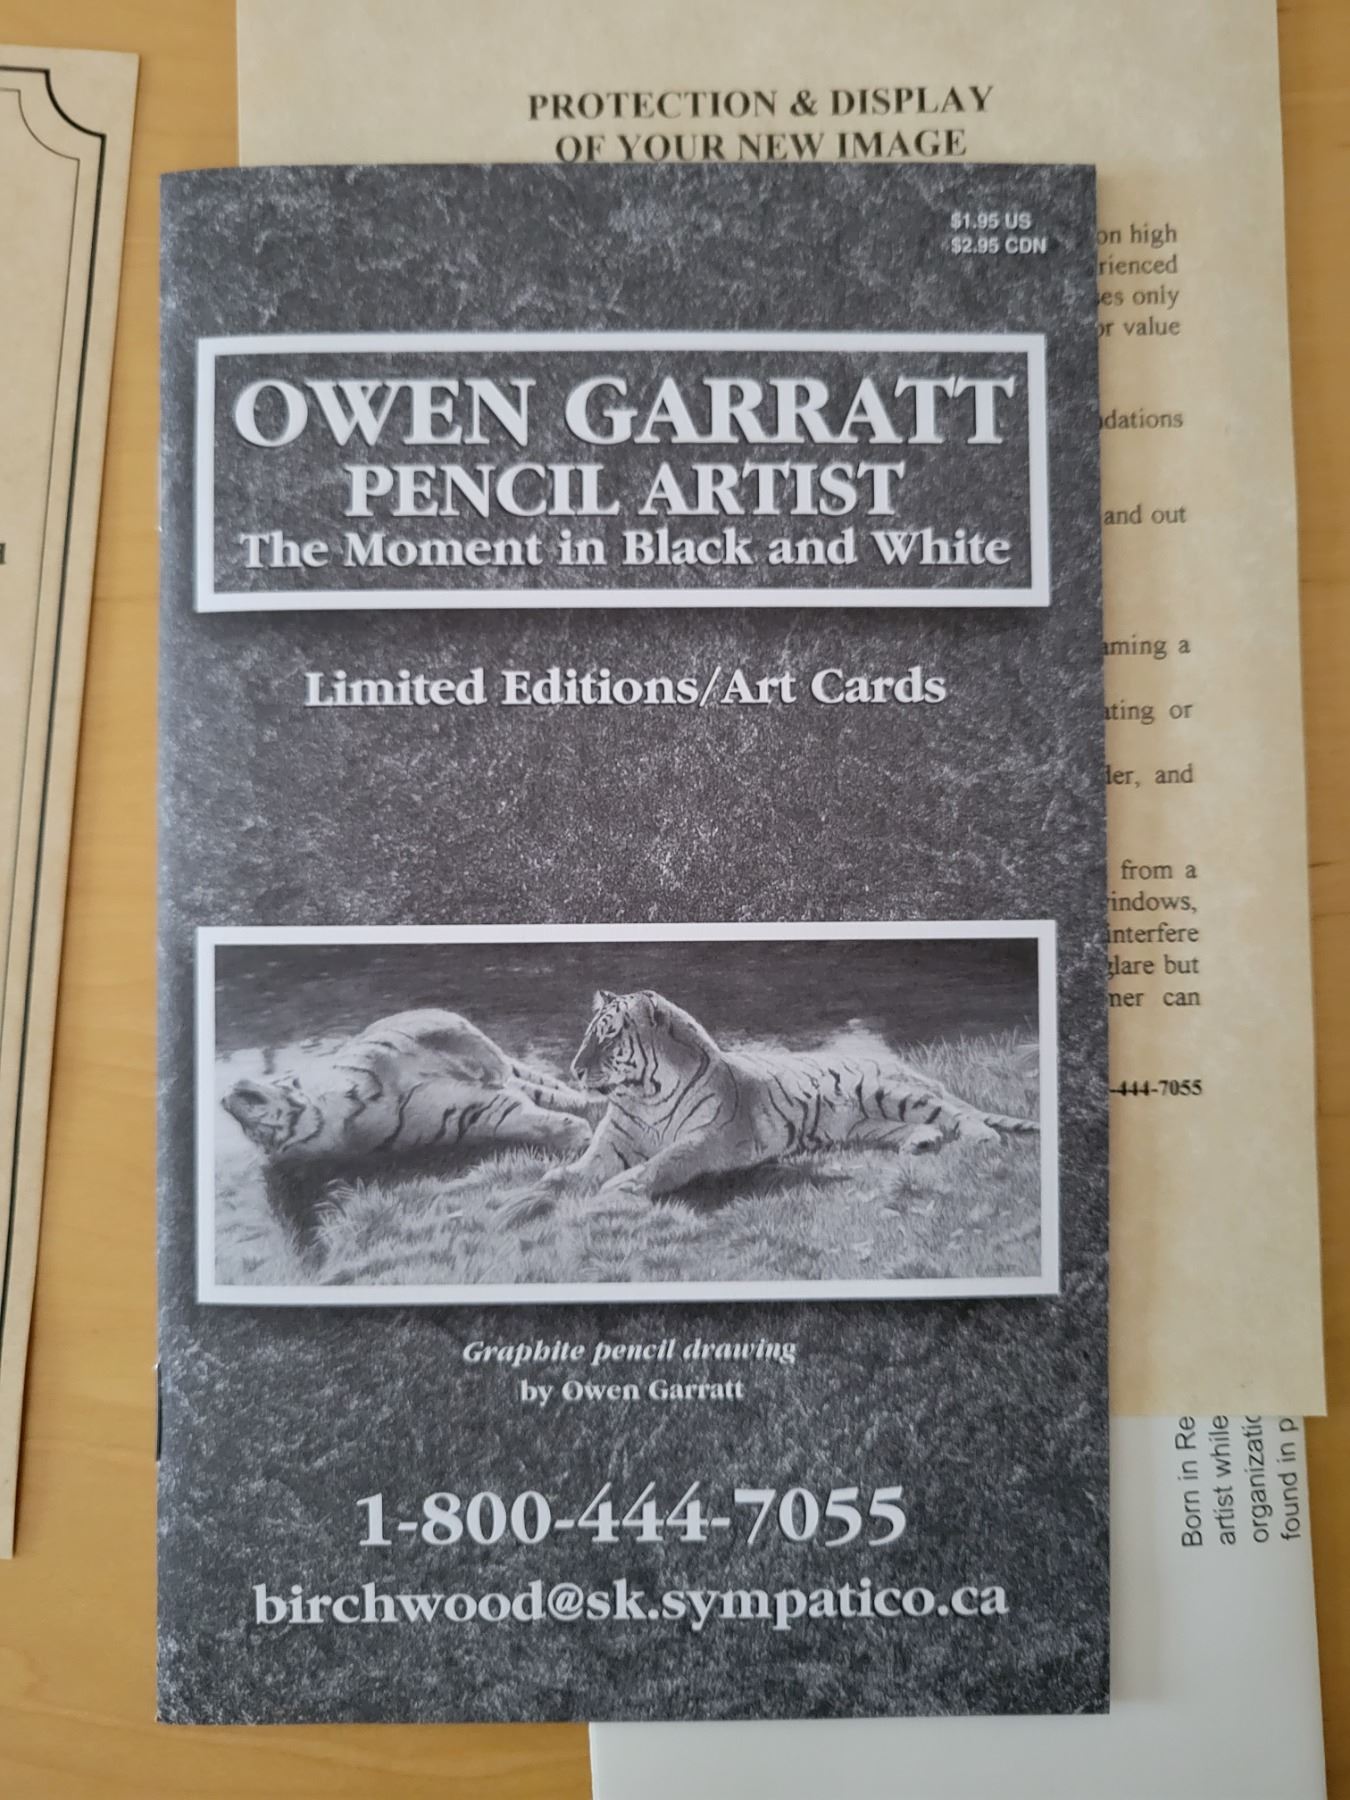 PROTECTION & DISPLAY
OF YOUR NEW IMAGE
on high
rienced
es only
or value
dations
and out
aming a
ating or
der, and
from a
indows,
interfere
glare but
ner can
-444-7055
$1.95 US
$2.95 CDN
OWEN GARRATT
PENCIL ARTIST
The Moment in Black and White
Limited Editions/Art Cards
Graphite pencil drawing
by Owen Garratt
1-800-444-7055
birchwood@sk.sympatico.ca
Born in Re
artist while
organizatio
found in p